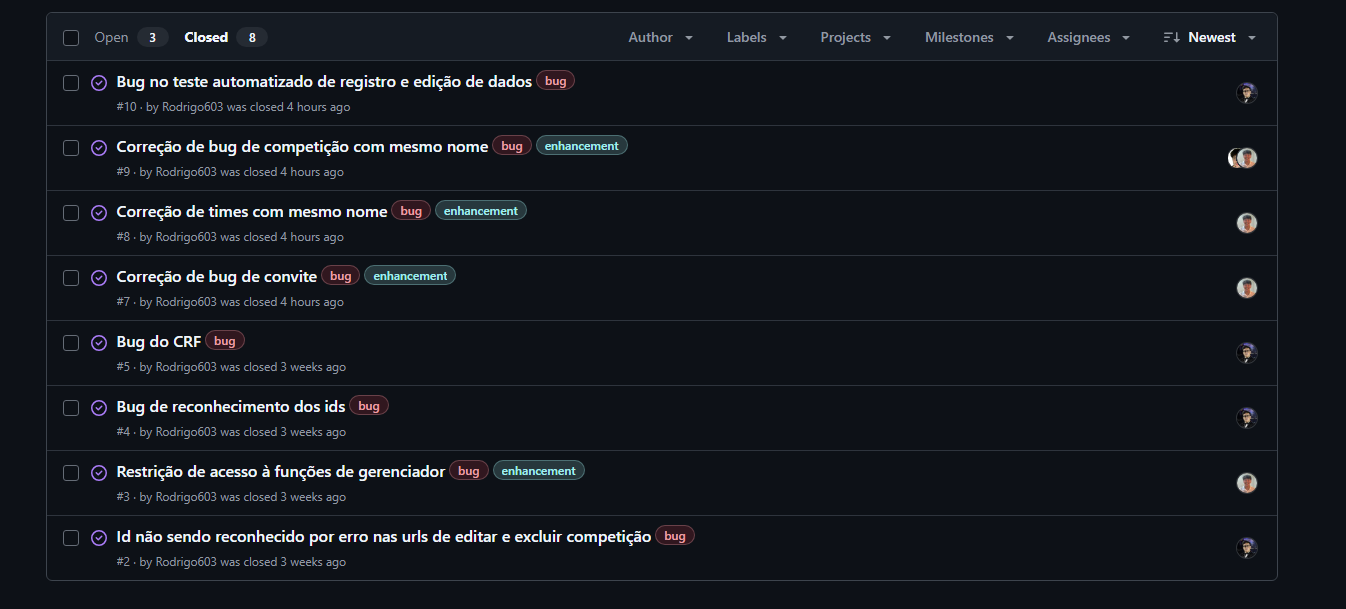 Open 3 Closed 8 Author Labels Projects Milestones Assignees Newest
Bug no teste automatizado de registro e edição de dados bug
#10 · by Rodrigo603 was closed 4 hours ago
Correção de bug de competição com mesmo nome bug enhancement
#9 · by Rodrigo603 was closed 4 hours ago
Correção de times com mesmo nome bug enhancement
#8 · by Rodrigo603 was closed 4 hours ago
Correção de bug de convite bug enhancement
#7 · by Rodrigo603 was closed 4 hours ago
Bug do CRF bug
#5 · by Rodrigo603 was closed 3 weeks ago
Bug de reconhecimento dos ids bug
#4 · by Rodrigo603 was closed 3 weeks ago
Restrição de acesso à funções de gerenciador bug enhancement
#3 · by Rodrigo603 was closed 3 weeks ago
Id não sendo reconhecido por erro nas urls de editar e excluir competição bug
#2 · by Rodrigo603 was closed 3 weeks ago